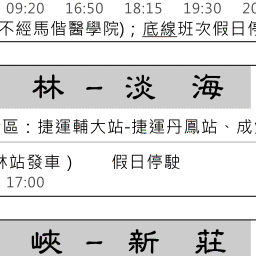 09:20 16:50 18:15 19:30 20
不經馬偕醫學院)；底線班次假日停
林－淡 海
區：捷運輔大站-捷運丹鳳站、成
林站發車 ) 假日停駛
17:00
峽－新 莊